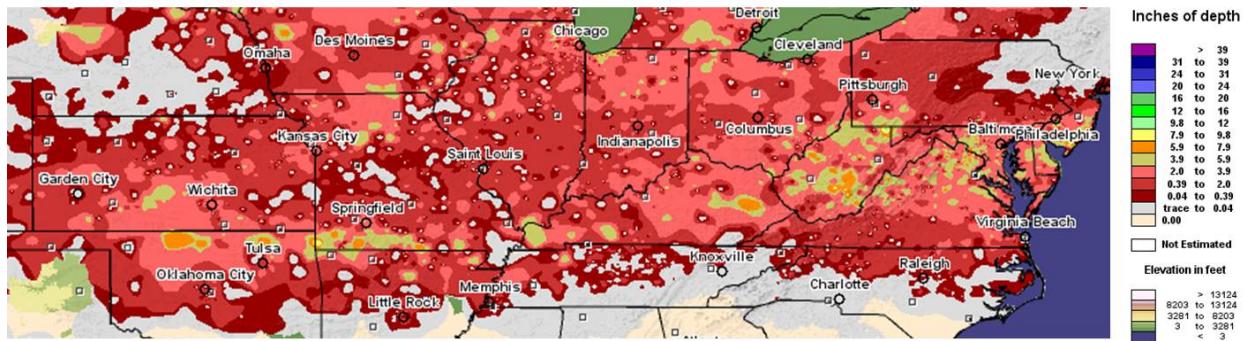 Detroit
Inches of depth
Chicago
Cleveland
Des Moines
Omaha
New York
Pittsburgh
Columbus
Indianapolis
Baltimore
Philadelphia
Kansas City
Saint Louis
Garden City
Wichita
Springfield
Virginia Beach
Tulsa
Oklahoma City
Knoxville
Raleigh
Charlotte
Memphis
Little Rock
> 39
31 to 39
24 to 31
20 to 24
16 to 20
12 to 16
9.8 to 12
7.9 to 9.8
5.9 to 7.9
3.9 to 5.9
2.0 to 3.9
0.39 to 2.0
0.04 to 0.39
trace to 0.04
0.00
Not Estimated
Elevation in feet
> 13124
8203 to 13124
3281 to 8203
3 to 3281
< 3